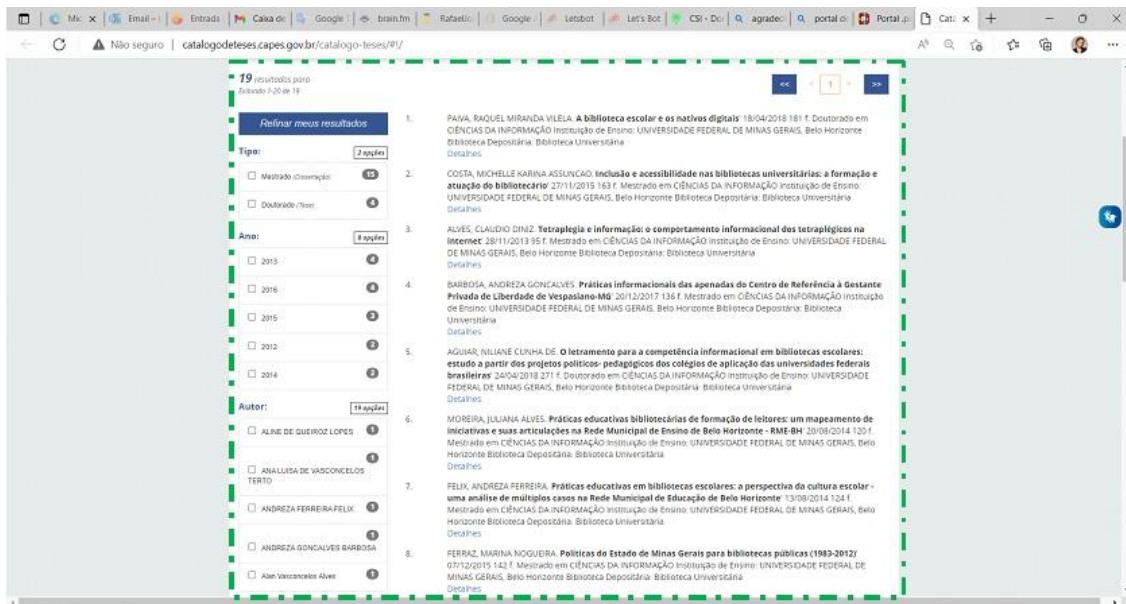 Mic
Email -
Entrada
Caixa de
Google
brain.fm
Rafaello
Google
Letsbot
Let's Bot
CSI - Do
agradec
portal d
Portal .p
Cat
Não seguro | catalogodeteses.capes.gov.br/catalogo-teses/#!/
19 resultados para
Exibindo 1-20 de 19
<< < 1 > >>
Refinar meus resultados
Tipo: 2 opções
Mestrado (Dissertação) 15
Doutorado (Tese) 4
Ano: 8 opções
2013 4
2016 4
2015 3
2012 2
2014 2
Autor: 19 opções
ALINE DE QUEIROZ LOPES 1
ANA LUISA DE VASCONCELOS 1
TERTO
ANDREZA FERREIRA FELIX 1
ANDREZA GONCALVES BARBOSA 1
Alan Vasconcelos Alves 1
1. PAIVA, RAQUEL MIRANDA VILELA. A biblioteca escolar e os nativos digitais' 18/04/2018 181 f. Doutorado em
CIÊNCIAS DA INFORMAÇÃO Instituição de Ensino: UNIVERSIDADE FEDERAL DE MINAS GERAIS, Belo Horizonte
Biblioteca Depositária: Biblioteca Universitária
Detalhes
2. COSTA, MICHELLE KARINA ASSUNCAO. Inclusão e acessibilidade nas bibliotecas universitárias: a formação e
atuação do bibliotecário' 27/11/2015 163 f. Mestrado em CIÊNCIAS DA INFORMAÇÃO Instituição de Ensino:
UNIVERSIDADE FEDERAL DE MINAS GERAIS, Belo Horizonte Biblioteca Depositária: Biblioteca Universitária
Detalhes
3. ALVES, CLAUDIO DINIZ. Tetraplegia e informação: o comportamento informacional dos tetraplégicos na
internet' 28/11/2013 95 f. Mestrado em CIÊNCIAS DA INFORMAÇÃO Instituição de Ensino: UNIVERSIDADE FEDERAL
DE MINAS GERAIS, Belo Horizonte Biblioteca Depositária: Biblioteca Universitária
Detalhes
4. BARBOSA, ANDREZA GONCALVES. Práticas informacionais das apenadas do Centro de Referência à Gestante
Privada de Liberdade de Vespasiano-MG' 20/12/2017 136 f. Mestrado em CIÊNCIAS DA INFORMAÇÃO Instituição
de Ensino: UNIVERSIDADE FEDERAL DE MINAS GERAIS, Belo Horizonte Biblioteca Depositária: Biblioteca
Universitária
Detalhes
5. AGUIAR, NILIANE CUNHA DE. O letramento para a competência informacional em bibliotecas escolares:
estudo a partir dos projetos políticos- pedagógicos dos colégios de aplicação das universidades federais
brasileiras' 24/04/2018 271 f. Doutorado em CIÊNCIAS DA INFORMAÇÃO Instituição de Ensino: UNIVERSIDADE
FEDERAL DE MINAS GERAIS, Belo Horizonte Biblioteca Depositária: Biblioteca Universitária
Detalhes
6. MOREIRA, JULIANA ALVES. Práticas educativas bibliotecárias de formação de leitores: um mapeamento de
iniciativas e suas articulações na Rede Municipal de Ensino de Belo Horizonte - RME-BH' 20/08/2014 120 f.
Mestrado em CIÊNCIAS DA INFORMAÇÃO Instituição de Ensino: UNIVERSIDADE FEDERAL DE MINAS GERAIS, Belo
Horizonte Biblioteca Depositária: Biblioteca Universitária
Detalhes
7. FELIX, ANDREZA FERREIRA. Práticas educativas em bibliotecas escolares: a perspectiva da cultura escolar -
uma análise de múltiplos casos na Rede Municipal de Educação de Belo Horizonte' 13/08/2014 124 f.
Mestrado em CIÊNCIAS DA INFORMAÇÃO Instituição de Ensino: UNIVERSIDADE FEDERAL DE MINAS GERAIS, Belo
Horizonte Biblioteca Depositária: Biblioteca Universitária
Detalhes
8. FERRAZ, MARINA NOGUEIRA. Políticas do Estado de Minas Gerais para bibliotecas públicas (1983-2012)'
07/12/2015 142 f. Mestrado em CIÊNCIAS DA INFORMAÇÃO Instituição de Ensino: UNIVERSIDADE FEDERAL DE
MINAS GERAIS, Belo Horizonte Biblioteca Depositária: Biblioteca Universitária
Detalhes